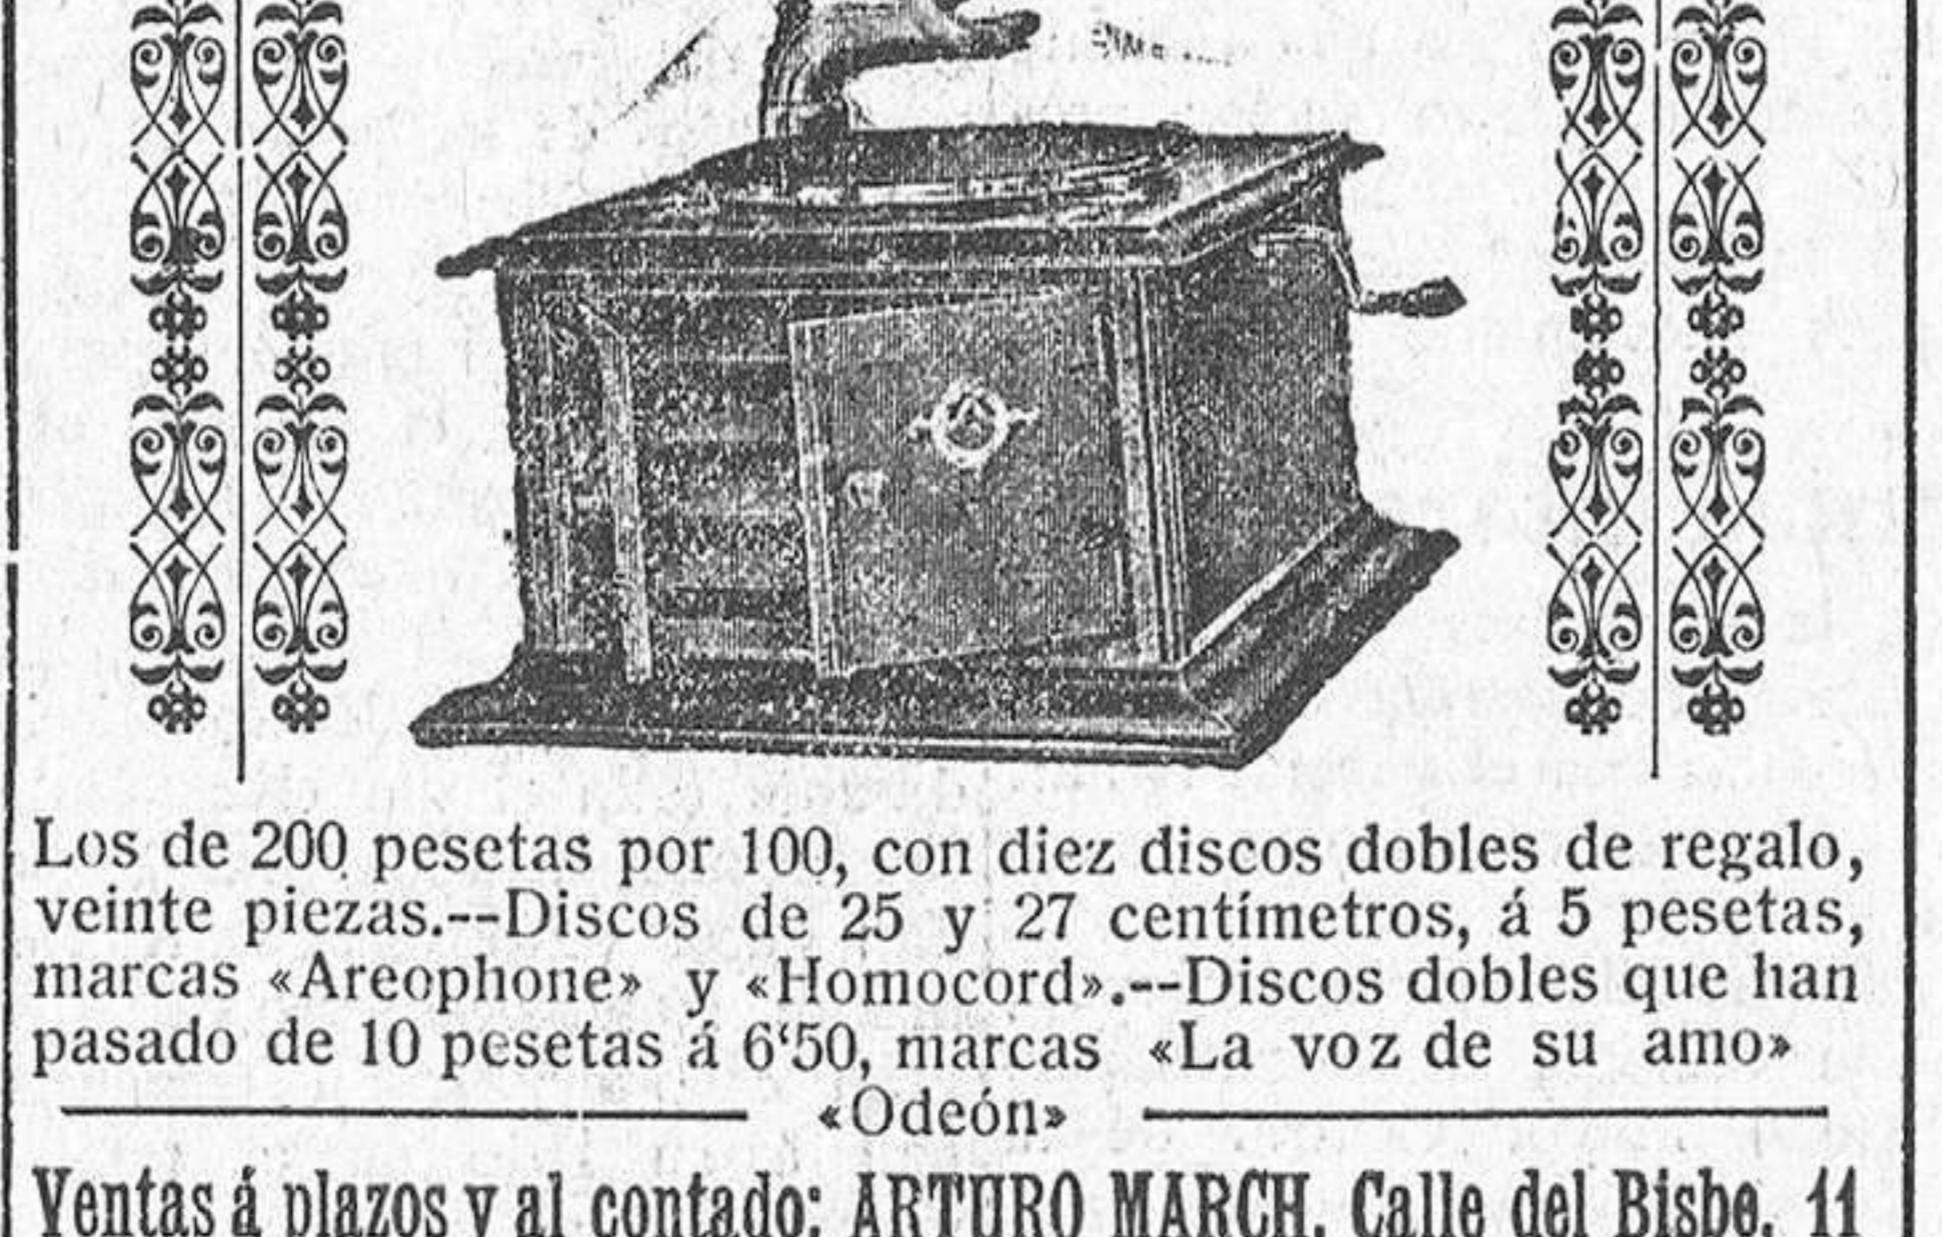 Los de 200 pesetas por 100, con diez discos dobles de regalo,
veinte piezas.--Discos de 25 y 27 centímetros, á 5 pesetas,
marcas «Areophone» y «Homocord».--Discos dobles que han
pasado de 10 pesetas á 6‘50, marcas «La voz de su amo»
«Odeón»
Ventas á plazos y al contado: ARTURO MARCH. Calle del Bisbe, 11